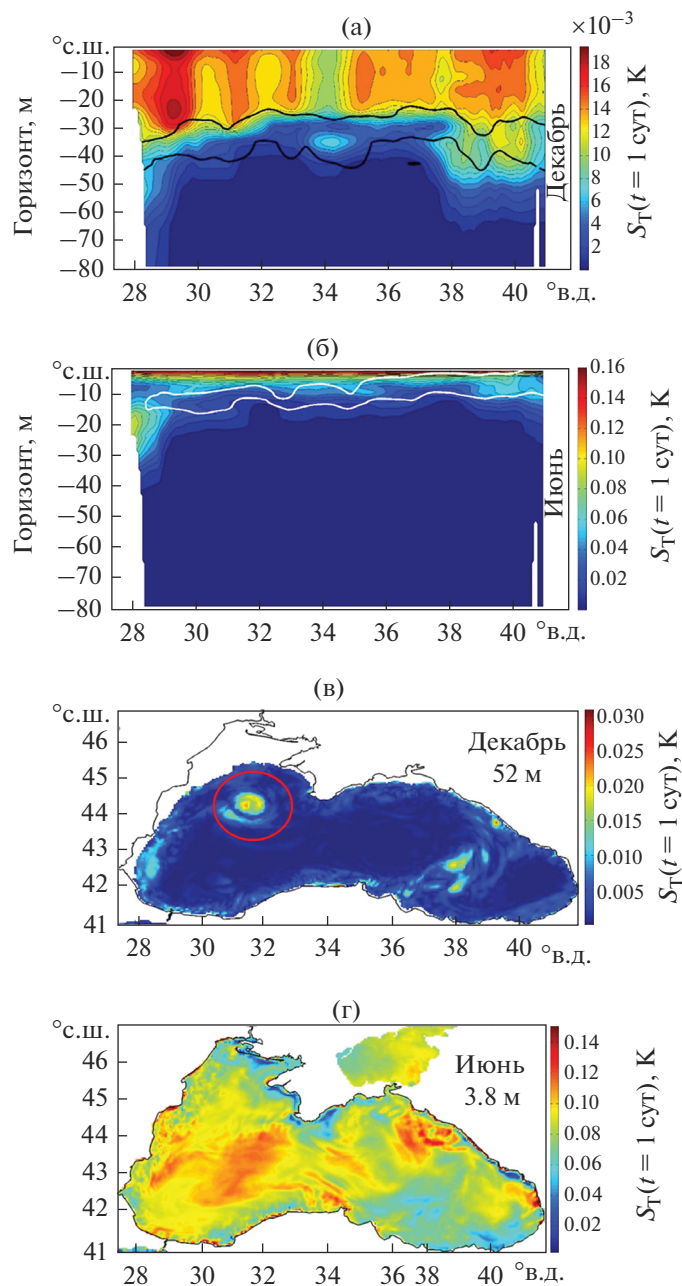 (а)
×10⁻³
°с.ш.
Горизонт, м
−10
−20
−30
−40
−50
−60
−70
−80
28 30 32 34 36 38 40 °в.д.
Декабрь
18
16
14
12
10
8
6
4
2
S_T(t = 1 сут), К
(б)
°с.ш.
Горизонт, м
−10
−20
−30
−40
−50
−60
−70
−80
28 30 32 34 36 38 40 °в.д.
Июнь
0.16
0.14
0.12
0.10
0.08
0.06
0.04
0.02
S_T(t = 1 сут), К
(в)
°с.ш.
46
45
44
43
42
41
28 30 32 34 36 38 40 °в.д.
Декабрь
52 м
0.030
0.025
0.020
0.015
0.010
0.005
S_T(t = 1 сут), К
(г)
°с.ш.
46
45
44
43
42
41
28 30 32 34 36 38 40 °в.д.
Июнь
3.8 м
0.14
0.12
0.10
0.08
0.06
0.04
0.02
S_T(t = 1 сут), К